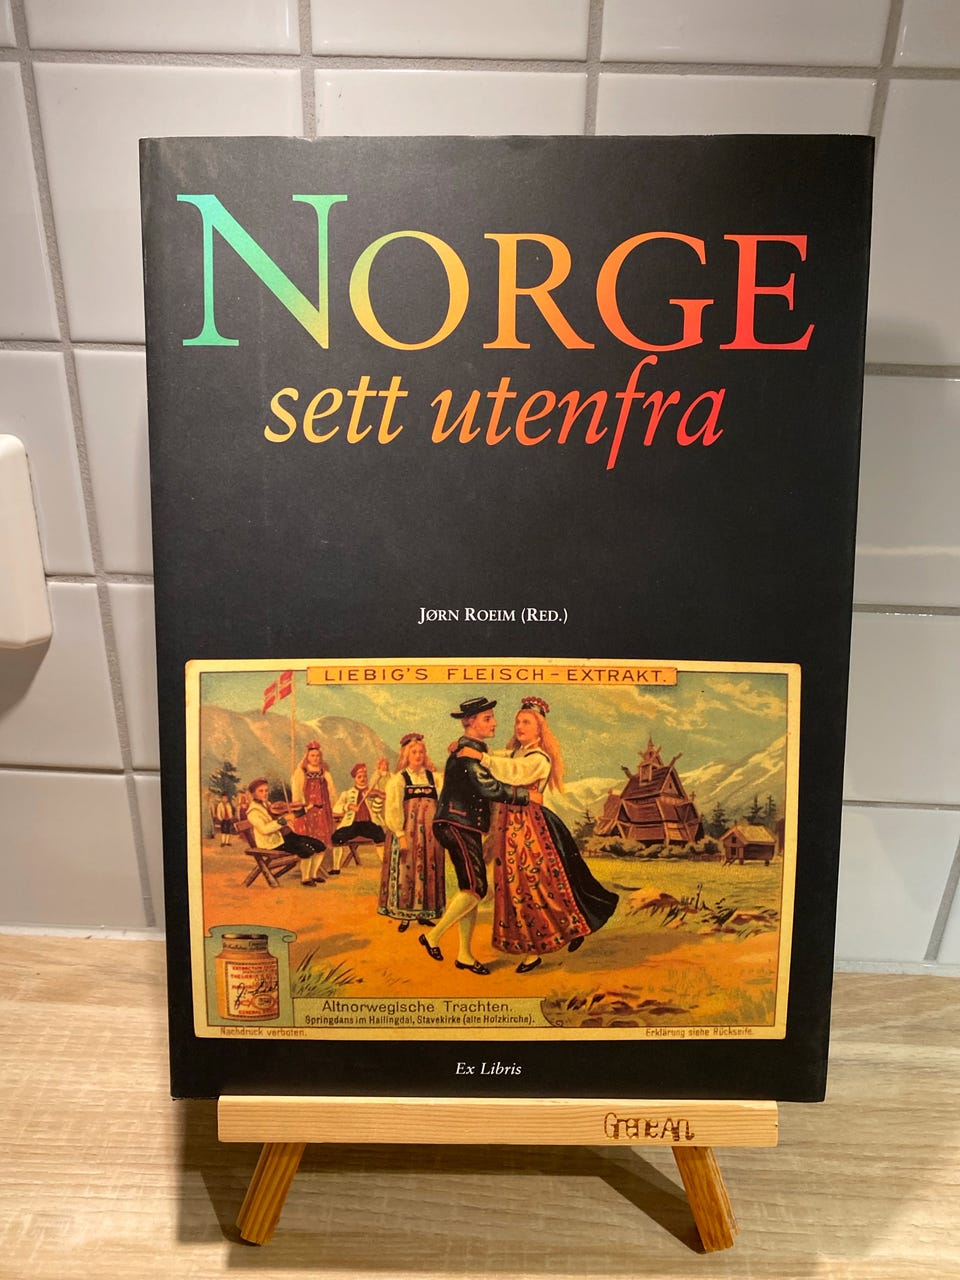 NORGE
sett utenfra
JØRN ROEIM (RED.)
LIEBIG'S FLEISCH-EXTRAKT.
Altnorwegische Trachten.
Springdans im Hallingdal, Stavekirke (alte Holzkirche).
Nachdruck verboten.
Erklärung siehe Rückseite.
Ex Libris
GreneArt